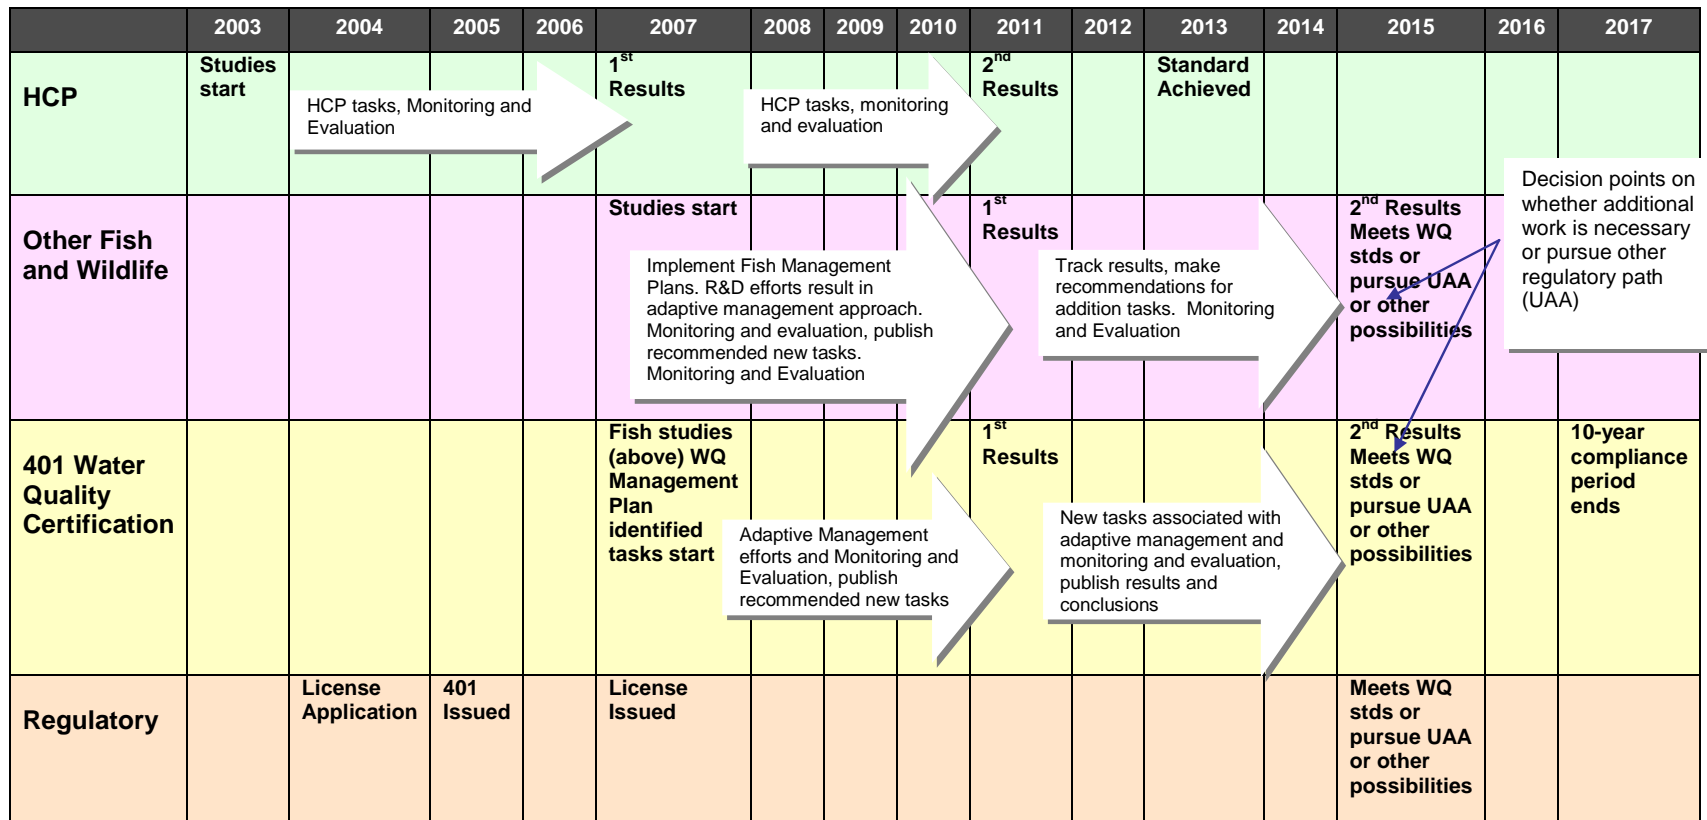 2003 2004 2005 2006 2007 2008 2009 2010 2011 2012 2013 2014 2015 2016 2017
HCP
Studies
start
HCP tasks, Monitoring and
Evaluation
1st
Results
HCP tasks, monitoring
and evaluation
2nd
Results
Standard
Achieved
Other Fish
and Wildlife
Studies start
Implement Fish Management
Plans. R&D efforts result in
adaptive management approach.
Monitoring and evaluation, publish
recommended new tasks.
Monitoring and Evaluation
1st
Results
Track results, make
recommendations for
addition tasks. Monitoring
and Evaluation
2nd Results
Meets WQ
stds or
pursue UAA
or other
possibilities
Decision points on
whether additional
work is necessary
or pursue other
regulatory path
(UAA)
401 Water
Quality
Certification
Fish studies
(above) WQ
Management
Plan
identified
tasks start
Adaptive Management
efforts and Monitoring and
Evaluation, publish
recommended new tasks
1st
Results
New tasks associated with
adaptive management and
monitoring and evaluation,
publish results and
conclusions
2nd Results
Meets WQ
stds or
pursue UAA
or other
possibilities
10-year
compliance
period
ends
Regulatory
License
Application
401
Issued
License
Issued
Meets WQ
stds or
pursue UAA
or other
possibilities